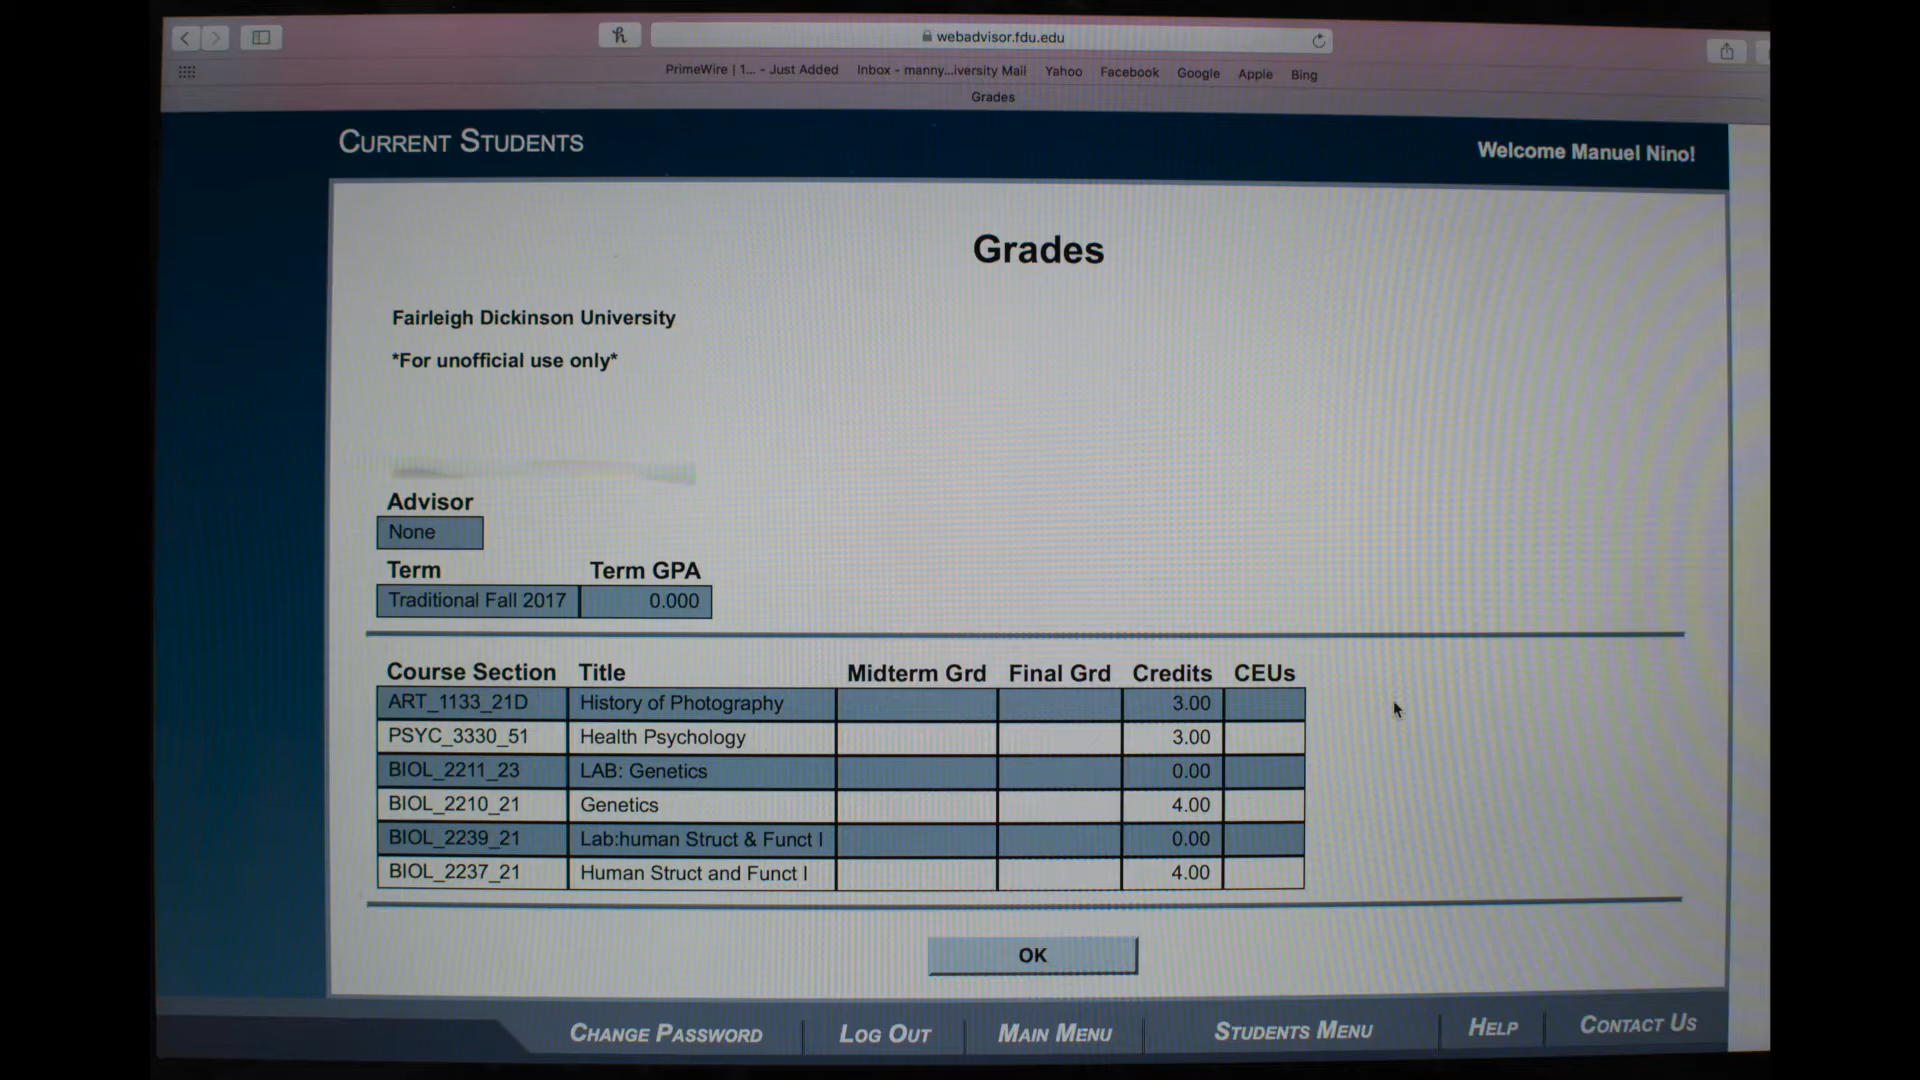 webadvisor.fdu.edu
PrimeWire | 1... - Just Added Inbox - manny...iversity Mail Yahoo Facebook Google Apple Bing
Grades
CURRENT STUDENTS
Welcome Manuel Nino!
Grades
Fairleigh Dickinson University
*For unofficial use only*
Advisor
None
Term Term GPA
Traditional Fall 2017 0.000
Course Section Title Midterm Grd Final Grd Credits CEUs
ART_1133_21D History of Photography 3.00
PSYC_3330_51 Health Psychology 3.00
BIOL_2211_23 LAB: Genetics 0.00
BIOL_2210_21 Genetics 4.00
BIOL_2239_21 Lab:human Struct & Funct I 0.00
BIOL_2237_21 Human Struct and Funct I 4.00
OK
CHANGE PASSWORD LOG OUT MAIN MENU STUDENTS MENU HELP CONTACT US